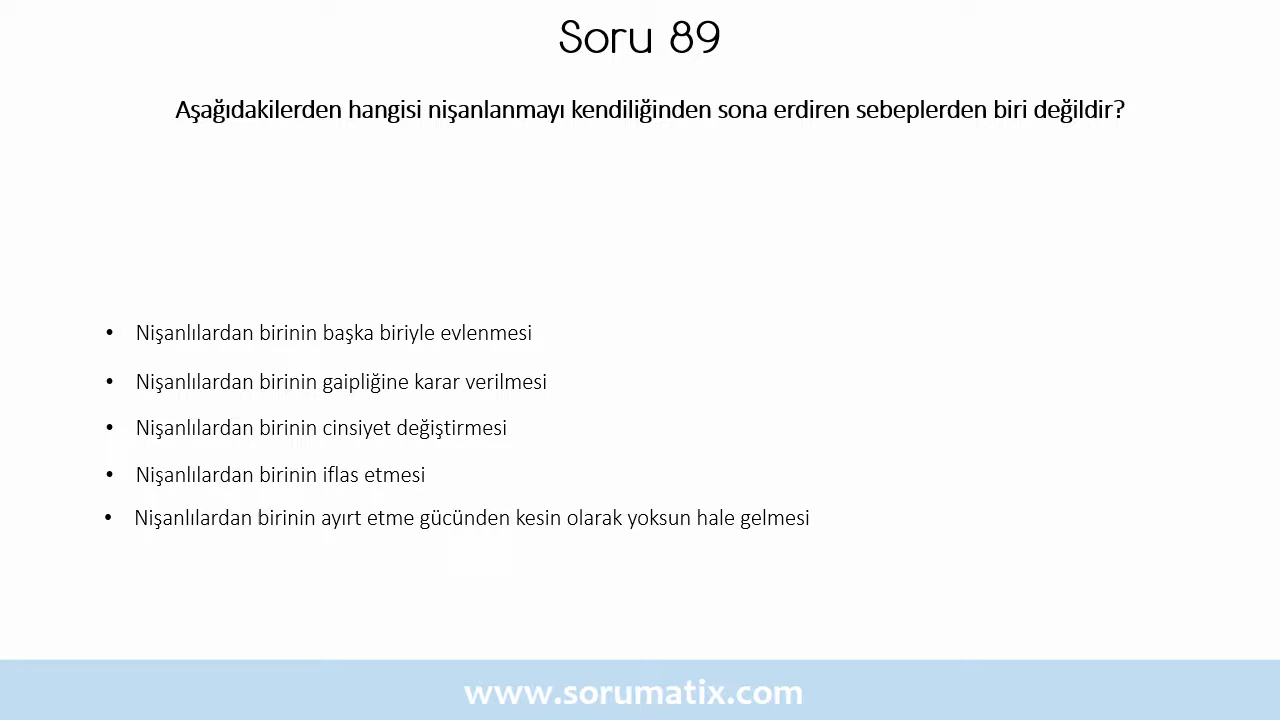 Soru 89
Aşağıdakilerden hangisi nişanlanmayı kendiliğinden sona erdiren sebeplerden biri değildir?
• Nişanlılardan birinin başka biriyle evlenmesi
• Nişanlılardan birinin gaipliğine karar verilmesi
• Nişanlılardan birinin cinsiyet değiştirmesi
• Nişanlılardan birinin iflas etmesi
• Nişanlılardan birinin ayırt etme gücünden kesin olarak yoksun hale gelmesi
www.sorumatix.com